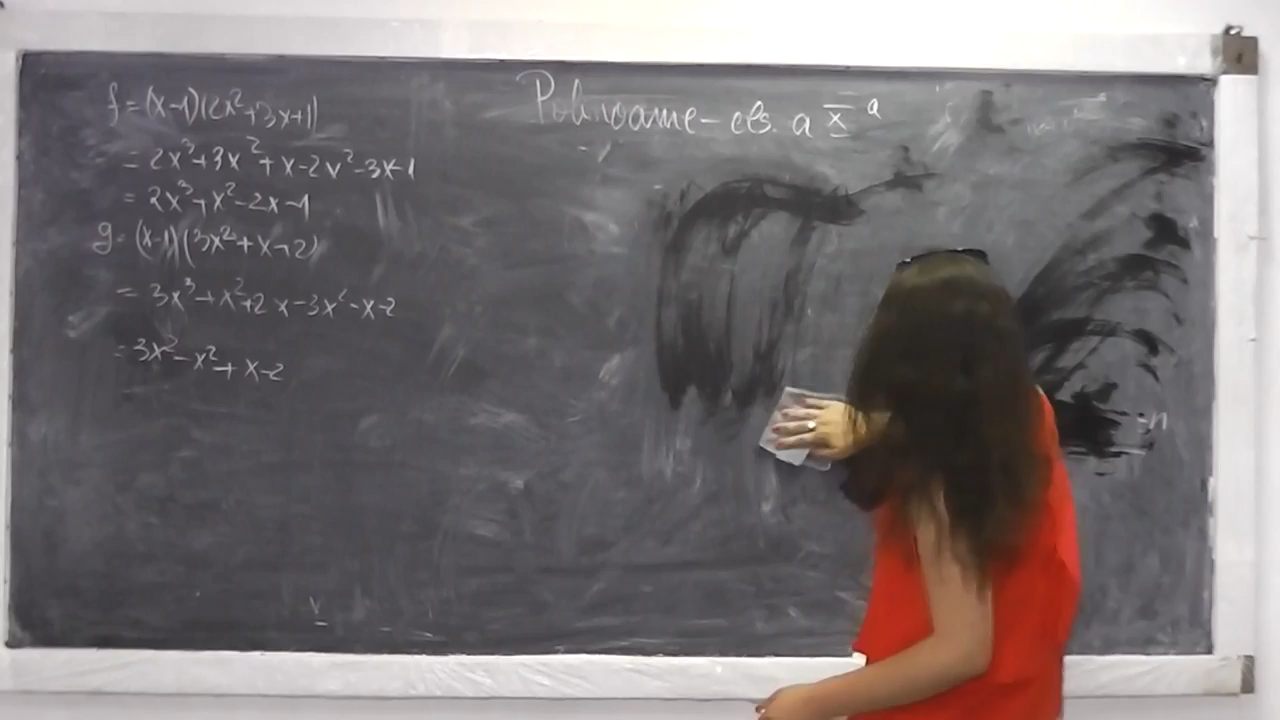 Polinoame - cls. a X a
f = (x-1)(2x²+3x+1)
= 2x³+3x²+x-2x²-3x-1
= 2x³+x²-2x-1
g = (x-1)(3x²+x+2)
= 3x³+x²+2x-3x²-x-2
= 3x³-x²+x-2
=n